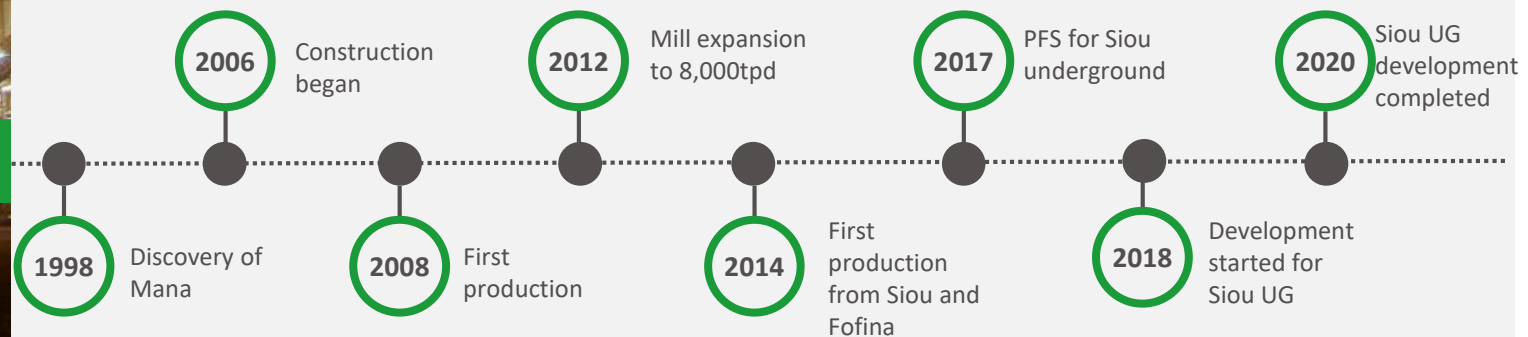 1998
Discovery of
Mana
2006
Construction
began
2008
First
production
2012
Mill expansion
to 8,000tpd
2014
First
production
from Siou and
Fofina
2017
PFS for Siou
underground
2018
Development
started for
Siou UG
2020
Siou UG
development
completed